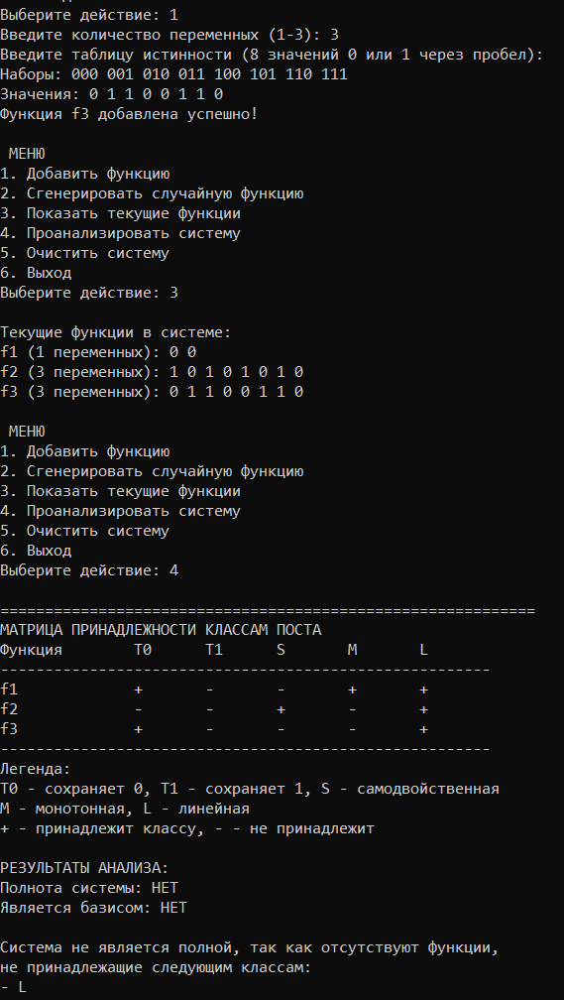 Выберите действие: 1
Введите количество переменных (1-3): 3
Введите таблицу истинности (8 значений 0 или 1 через пробел):
Наборы: 000 001 010 011 100 101 110 111
Значения: 0 1 1 0 0 1 1 0
Функция f3 добавлена успешно!

 МЕНЮ
1. Добавить функцию
2. Сгенерировать случайную функцию
3. Показать текущие функции
4. Проанализировать систему
5. Очистить систему
6. Выход
Выберите действие: 3

Текущие функции в системе:
f1 (1 переменных): 0 0
f2 (3 переменных): 1 0 1 0 1 0 1 0
f3 (3 переменных): 0 1 1 0 0 1 1 0

 МЕНЮ
1. Добавить функцию
2. Сгенерировать случайную функцию
3. Показать текущие функции
4. Проанализировать систему
5. Очистить систему
6. Выход
Выберите действие: 4

============================================================
МАТРИЦА ПРИНАДЛЕЖНОСТИ КЛАССАМ ПОСТА
Функция        T0      T1      S       M       L
-------------------------------------------------------
f1             +       -       -       +       +
f2             -       -       +       -       +
f3             +       -       -       -       +
-------------------------------------------------------
Легенда:
T0 - сохраняет 0, T1 - сохраняет 1, S - самодвойственная
M - монотонная, L - линейная
+ - принадлежит классу, - - не принадлежит

РЕЗУЛЬТАТЫ АНАЛИЗА:
Полнота системы: НЕТ
Является базисом: НЕТ

Система не является полной, так как отсутствуют функции,
не принадлежащие следующим классам:
- L